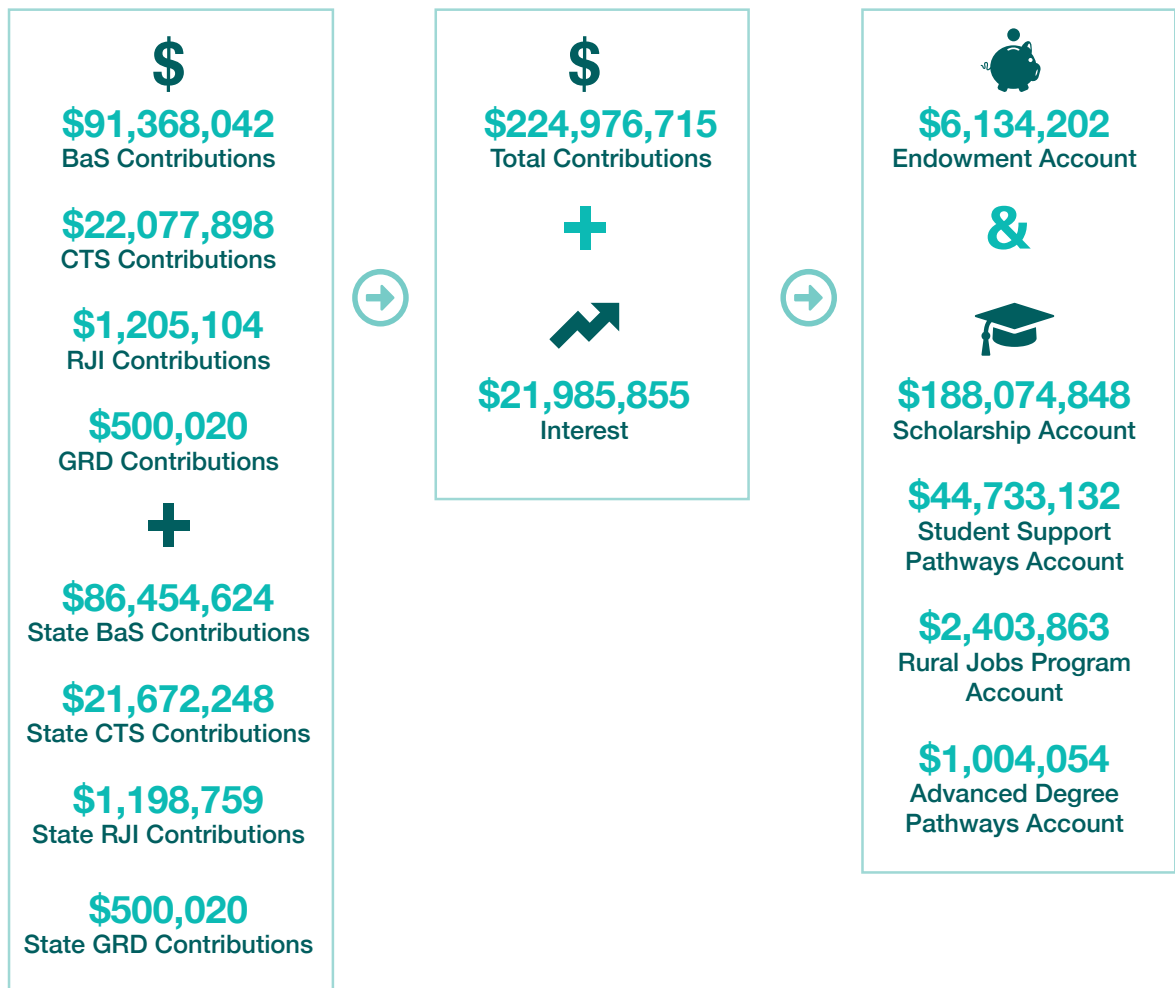 $
$91,368,042
BaS Contributions
$22,077,898
CTS Contributions
$1,205,104
RJI Contributions
$500,020
GRD Contributions
+
$86,454,624
State BaS Contributions
$21,672,248
State CTS Contributions
$1,198,759
State RJI Contributions
$500,020
State GRD Contributions
$
$224,976,715
Total Contributions
+
$21,985,855
Interest
$6,134,202
Endowment Account
&
$188,074,848
Scholarship Account
$44,733,132
Student Support
Pathways Account
$2,403,863
Rural Jobs Program
Account
$1,004,054
Advanced Degree
Pathways Account